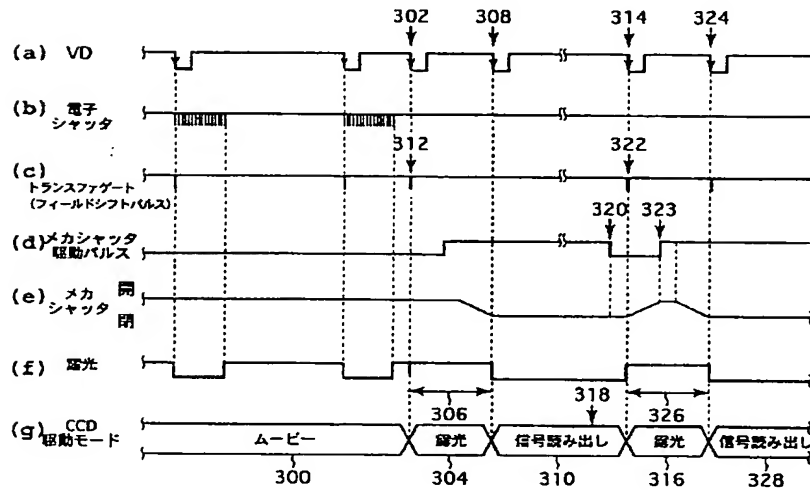 302 308 314 324
(a) VD
(b) 電子
シャッタ
312 322
(c)
トランスファゲート
(フィールドシフトパルス)
320 323
(d) メカシャッタ
駆動パルス
(e) メカ 開
シャッタ 閉
(f) 露光
306 318 326
(g) CCD
駆動モード
ムービー 露光 信号読み出し 露光 信号読み出し
300 304 310 316 328